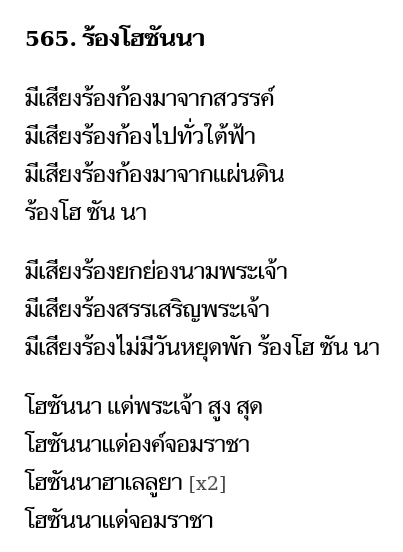 565. ร้องโฮซันนา
มีเสียงร้องก้องมาจากสวรรค์
มีเสียงร้องก้องไปทั่วใต้ฟ้า
มีเสียงร้องก้องมาจากแผ่นดิน
ร้องโฮ ซัน นา
มีเสียงร้องยกย่องนามพระเจ้า
มีเสียงร้องสรรเสริญพระเจ้า
มีเสียงร้องไม่มีวันหยุดพัก ร้องโฮ ซัน นา
โฮซันนา แด่พระเจ้า สูง สุด
โฮซันนาแด่องค์จอมราชา
โฮซันนาฮาเลลูยา [x2]
โฮซันนาแด่จอมราชา